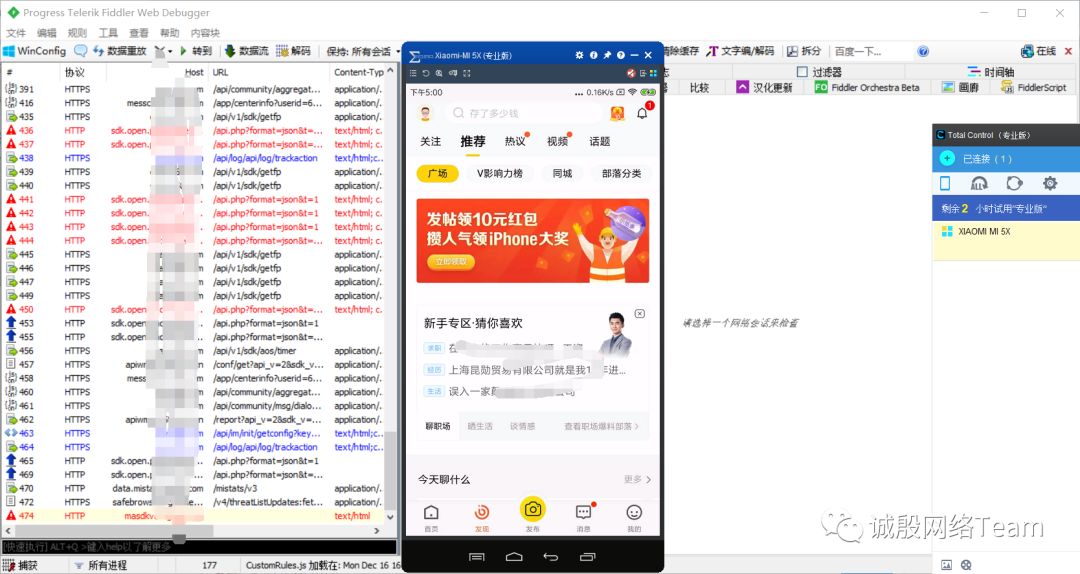 Progress Telerik Fiddler Web Debugger
文件 编辑 规则 工具 查看 帮助 内容块
WinConfig 数据重放 转到 数据流 解码 保持: 所有会话 清除缓存 文字编/解码 拆分 百度一下... 在线
# 协议 Host URL Content-Typ
过滤器 时间轴
比较 汉化更新 FO Fiddler Orchestra Beta 画廊 FiddlerScript
391 HTTPS /api/community/aggregat... application/..
416 HTTPS messc /app/centerinfo?userid=6... application/..
435 HTTPS /api/v1/sdk/getfp application/..
436 HTTP sdk.open. /api.php?format=json&t=... text/html; c..
437 HTTP sdk.open. /api.php?format=json&t=... text/html; c..
438 HTTPS /api/log/api/log/trackaction text/html;c..
439 HTTPS /api/v1/sdk/getfp application/..
440 HTTPS /api/v1/sdk/getfp application/..
441 HTTP sdk.open. /api.php?format=json&t=1 text/html; c..
442 HTTP sdk.open. /api.php?format=json&t=1 text/html; c..
443 HTTP sdk.open. /api.php?format=json&t=1 text/html; c..
444 HTTP sdk.open. /api.php?format=json&t=1 text/html; c..
445 HTTPS /api/v1/sdk/getfp application/..
446 HTTPS /api/v1/sdk/getfp application/..
447 HTTPS /api/v1/sdk/getfp application/..
449 HTTPS /api/v1/sdk/getfp application/..
450 HTTP sdk.open. /api.php?format=json&t=... text/html; c..
453 HTTP sdk.open /api.php?format=json&t=1
455 HTTP sdk.open. /api.php?format=json&t=1
456 HTTPS /api/v1/sdk/aos/timer application/..
457 HTTPS apiwm /conf/get?api_v=2&sdk_v... application/..
458 HTTPS mess /app/centerinfo?userid=6... application/..
460 HTTPS /api/community/aggregat... application/..
461 HTTPS /api/community/msg/dialo... application/..
462 HTTPS apiwm /report?api_v=2&sdk_v... application/..
463 HTTPS /api/im/init/getconfig?key... text/html;c..
464 HTTPS /api/log/api/log/trackaction text/html;c..
465 HTTP sdk.open. /api.php?format=json&t=1
469 HTTP sdk.open. /api.php?format=json&t=1
470 HTTP data.mista com /mistats/v3 application/..
472 HTTPS safebrows /v4/threatListUpdates:fet... application/..
474 HTTP masdkv text/html
[快速执行] ALT+Q >键入help以了解更多
捕获 所有进程 177 CustomRules.js 加载在: Mon Dec 16 16
Xiaomi-MI 5X (专业版)
下午5:00 ... 0.16K/s
存了多少钱 1
关注 推荐 热议 视频 话题
广场 V影响力榜 同城 部落分类
发帖领10元红包
攒人气领iPhone大奖
立即领取
新手专区·猜你喜欢
求职
经历 上海昆勋贸易有限公司就是我1 年进...
生活 误入一家
聊职场 晒生活 谈情感 查看职场爆料部落 >
今天聊什么 更多 >
首页 发现 发布 消息 我的
请选择一个网络会话来检查
Total Control (专业版)
已连接 ( 1 )
剩余 2 小时试用"专业版"
XIAOMI MI 5X
诚殷网络Team